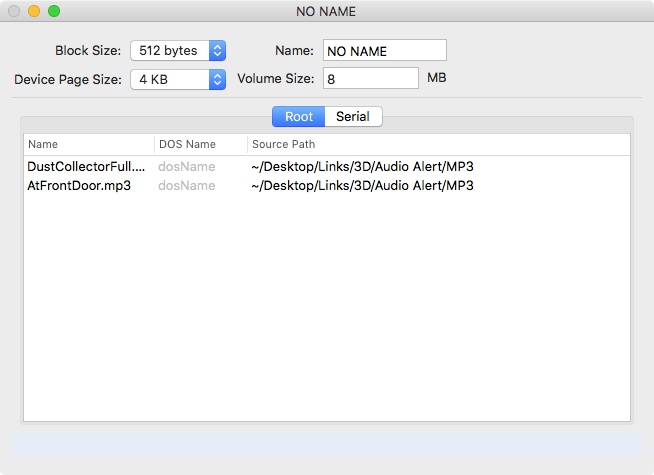 NO NAME
Block Size: 512 bytes Name: NO NAME
Device Page Size: 4 KB Volume Size: 8 MB
Root Serial
Name DOS Name Source Path
DustCollectorFull.... dosName ~/Desktop/Links/3D/Audio Alert/MP3
AtFrontDoor.mp3 dosName ~/Desktop/Links/3D/Audio Alert/MP3